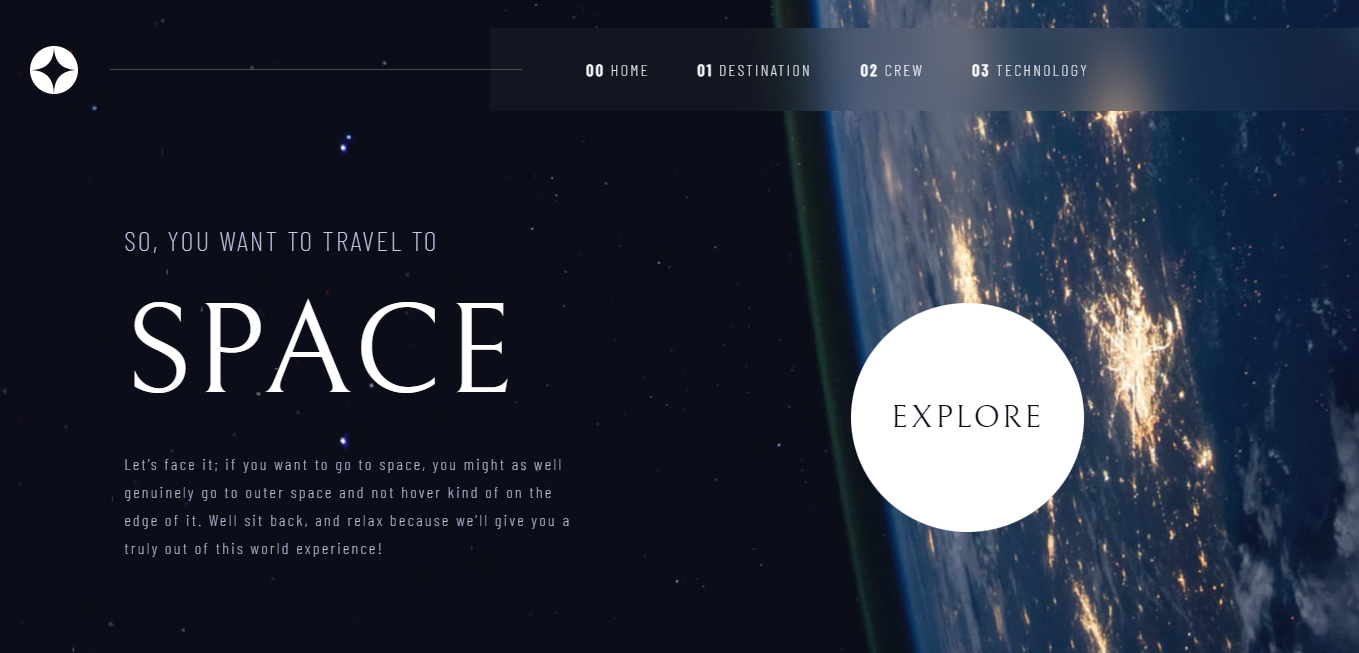 00 HOME 01 DESTINATION 02 CREW 03 TECHNOLOGY
SO, YOU WANT TO TRAVEL TO
SPACE
Let’s face it; if you want to go to space, you might as well
genuinely go to outer space and not hover kind of on the
edge of it. Well sit back, and relax because we’ll give you a
truly out of this world experience!
EXPLORE